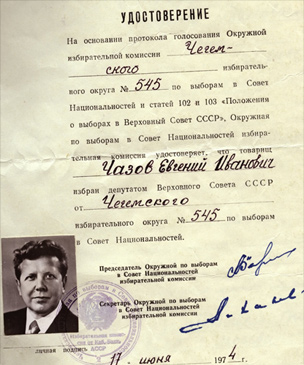 УДОСТОВЕРЕНИЕ
На основании протокола голосования Окружной
избирательной комиссии Чегем-
ского избиратель-
ного округа № 545 по выборам в Совет
Национальностей и статей 102 и 103 «Положения
о выборах в Верховный Совет СССР», Окружная
по выборам в Совет Национальностей избира-
тельная комиссия удостоверяет, что товарищ
Чазов Евгений Иванович
избран депутатом Верховного Совета СССР
от Чегемского
избирательного округа № 545 по выборам
в Совет Национальностей.
Председатель Окружной по выборам
в Совет Национальностей
избирательной комиссии
Секретарь Окружной по выборам
в Совет Национальностей
избирательной комиссии
личная подпись
17 июня 1974 г.